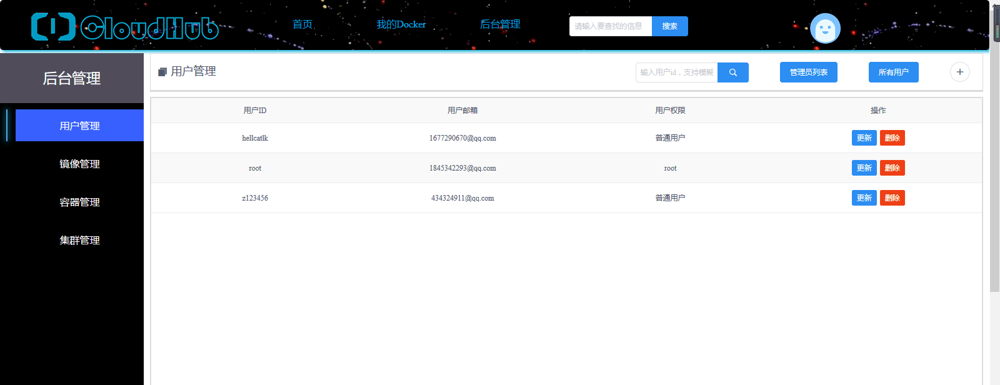 CloudHub
首页 我的Docker 后台管理 请输入要查找的信息 搜索
后台管理
用户管理 输入用户id，支持模糊 管理员列表 所有用户
用户管理
镜像管理
容器管理
集群管理
用户ID 用户邮箱 用户权限 操作
hellcatlk 1677290670@qq.com 普通用户 更新 删除
root 1845342293@qq.com root 更新 删除
z123456 434324911@qq.com 普通用户 更新 删除